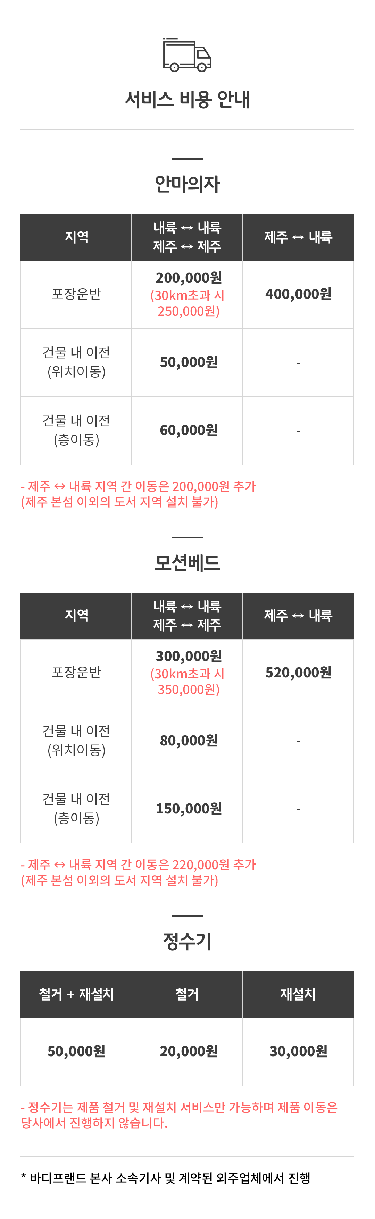 서비스 비용 안내
안마의자
지역
내륙 ↔ 내륙
제주 ↔ 제주
제주 ↔ 내륙
포장운반
200,000원
(30km초과 시
250,000원)
400,000원
건물 내 이전
(위치이동)
50,000원
-
건물 내 이전
(층이동)
60,000원
-
- 제주 ↔ 내륙 지역 간 이동은 200,000원 추가
(제주 본섬 이외의 도서 지역 설치 불가)
모션베드
지역
내륙 ↔ 내륙
제주 ↔ 제주
제주 ↔ 내륙
포장운반
300,000원
(30km초과 시
350,000원)
520,000원
건물 내 이전
(위치이동)
80,000원
-
건물 내 이전
(층이동)
150,000원
-
- 제주 ↔ 내륙 지역 간 이동은 220,000원 추가
(제주 본섬 이외의 도서 지역 설치 불가)
정수기
철거 + 재설치
철거
재설치
50,000원
20,000원
30,000원
- 정수기는 제품 철거 및 재설치 서비스만 가능하며 제품 이동은
당사에서 진행하지 않습니다.
* 바디프랜드 본사 소속기사 및 계약된 외주업체에서 진행